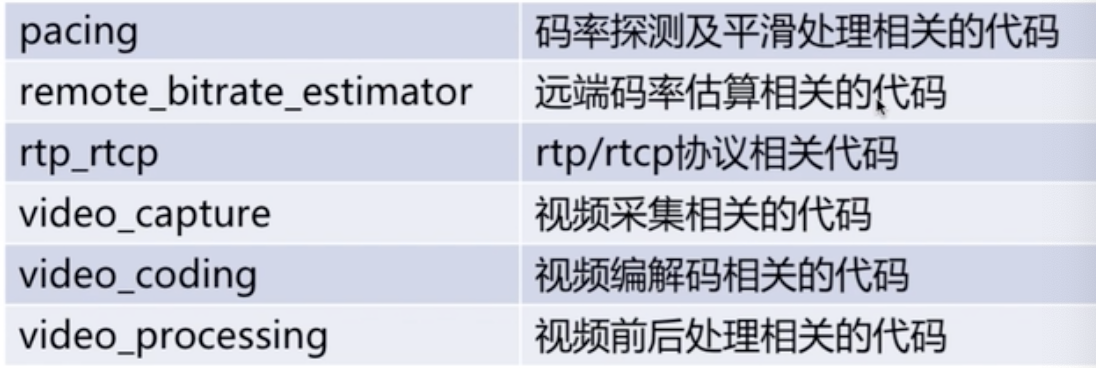 pacing 码率探测及平滑处理相关的代码
remote_bitrate_estimator 远端码率估算相关的代码
rtp_rtcp rtp/rtcp协议相关代码
video_capture 视频采集相关的代码
video_coding 视频编解码相关的代码
video_processing 视频前后处理相关的代码